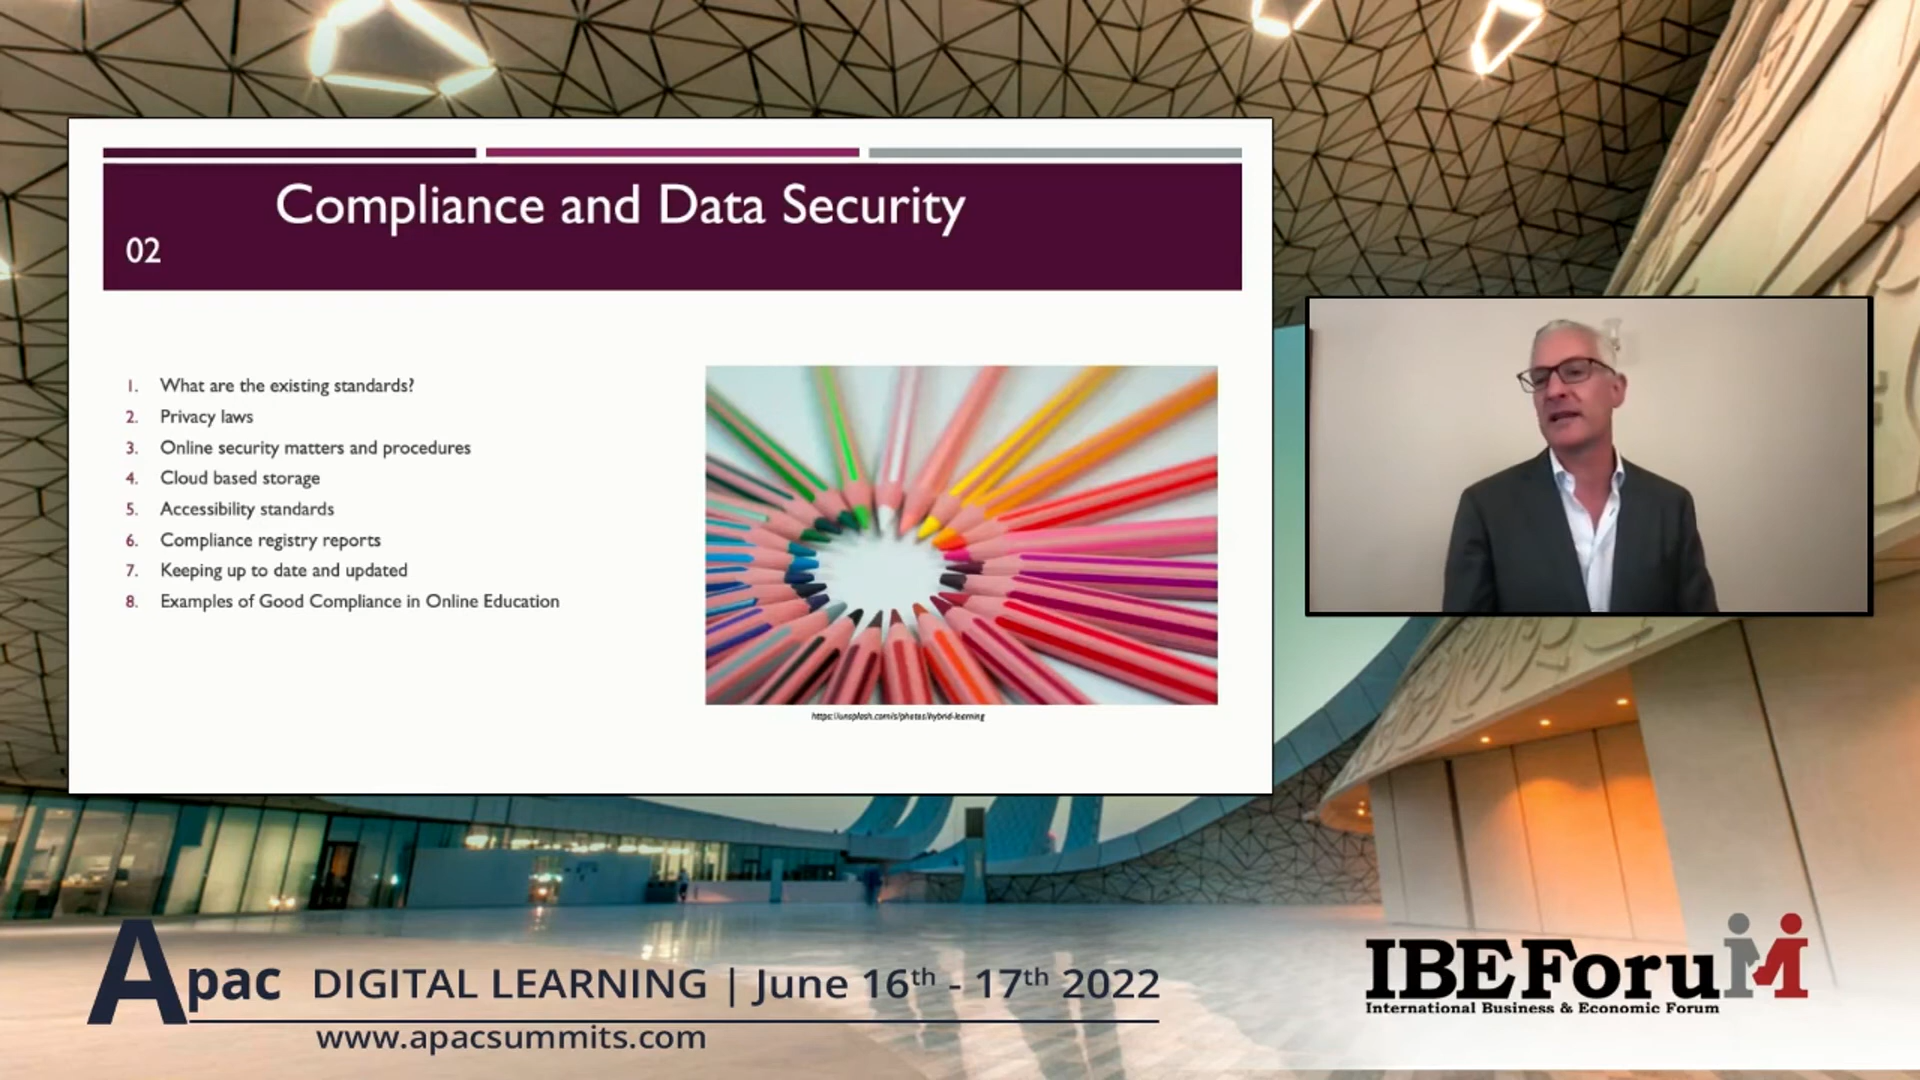 Compliance and Data Security
02
1. What are the existing standards?
2. Privacy laws
3. Online security matters and procedures
4. Cloud based storage
5. Accessibility standards
6. Compliance registry reports
7. Keeping up to date and updated
8. Examples of Good Compliance in Online Education
https://unsplash.com/s/photos/hybrid-learning
Apac DIGITAL LEARNING | June 16th - 17th 2022
www.apacsummits.com
IBEForuM
International Business & Economic Forum